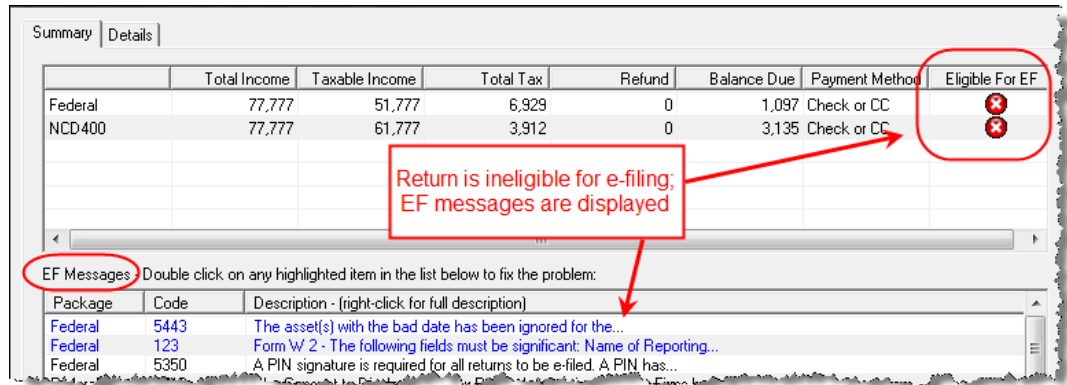 Summary Details
Total Income Taxable Income Total Tax Refund Balance Due Payment Method Eligible For EF
Federal 77,777 51,777 6,929 0 1,097 Check or CC
NCD400 77,777 61,777 3,912 0 3,135 Check or CC
Return is ineligible for e-filing;
EF messages are displayed
EF Messages - Double click on any highlighted item in the list below to fix the problem:
Package Code Description - (right-click for full description)
Federal 5443 The asset(s) with the bad date has been ignored for the...
Federal 123 Form W 2 - The following fields must be significant: Name of Reporting...
Federal 5350 A PIN signature is required for all returns to be e-filed. A PIN has...